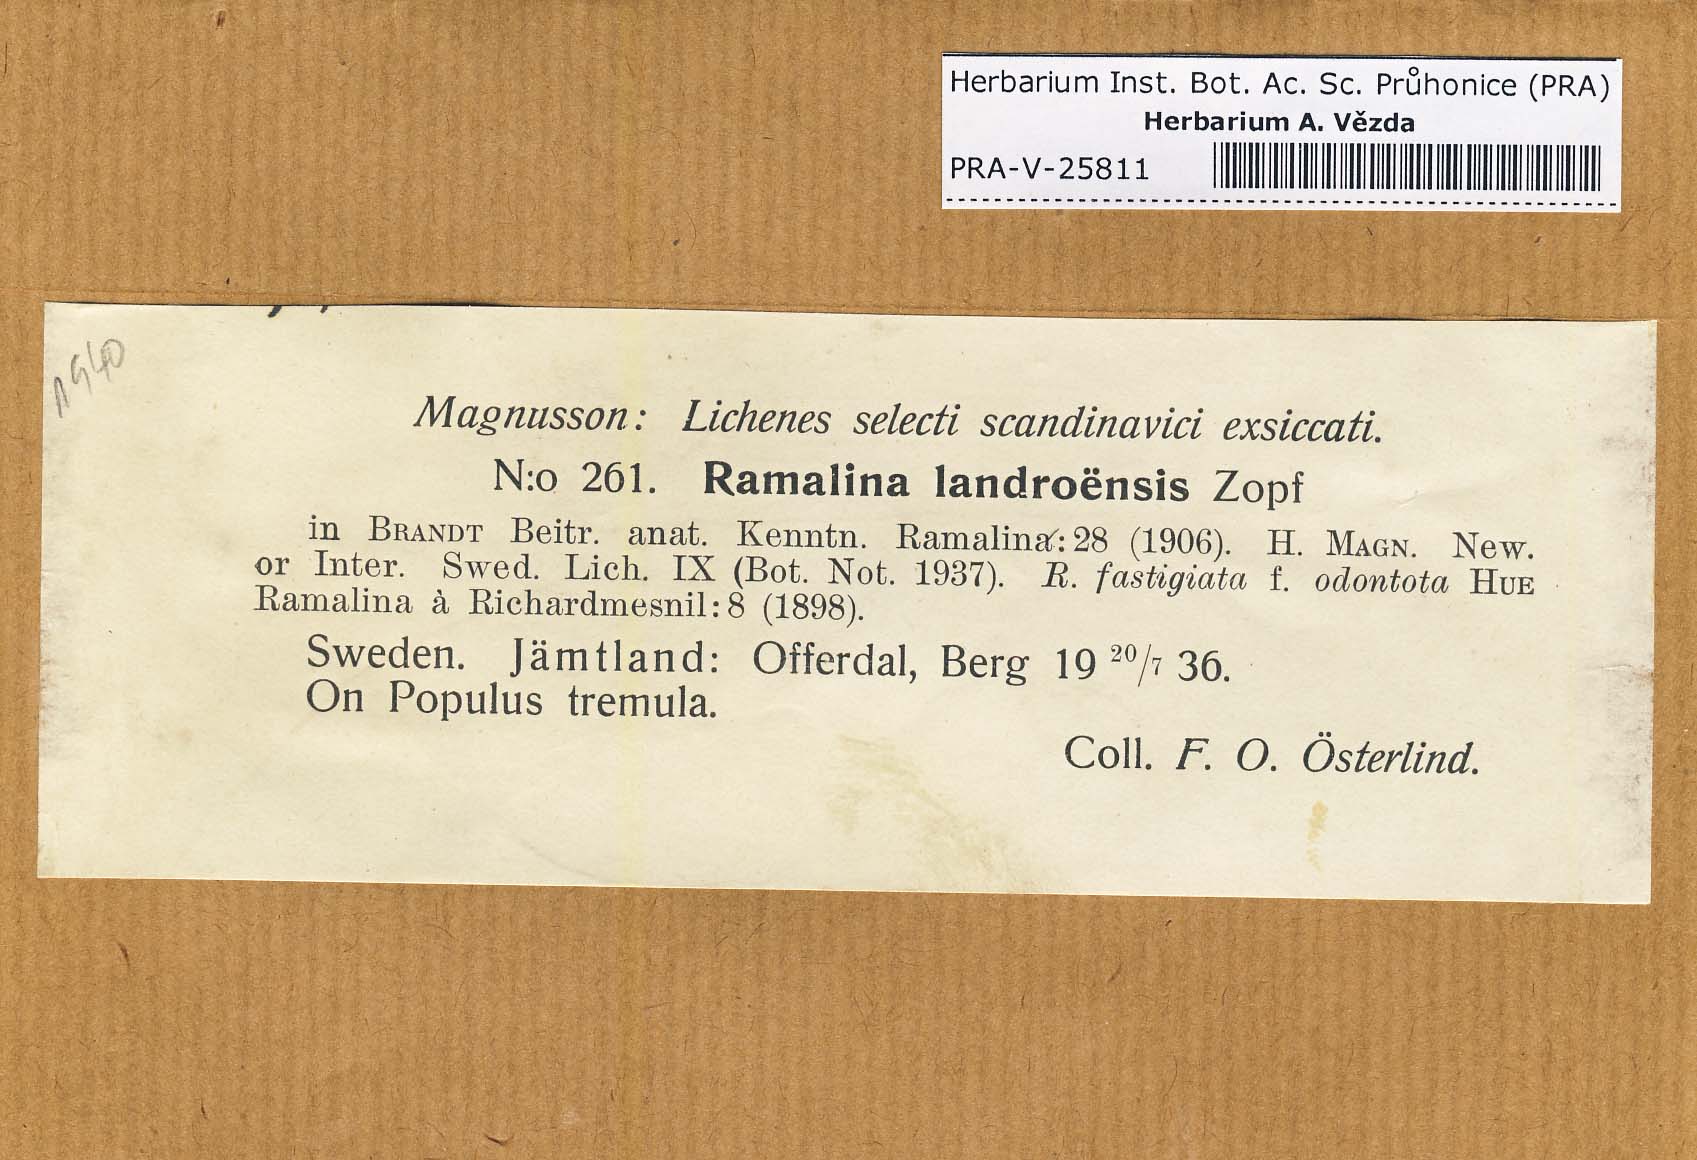 Herbarium Inst. Bot. Ac. Sc. Průhonice (PRA)
Herbarium A. Vězda
PRA-V-25811
1940
Magnusson: Lichenes selecti scandinavici exsiccati.
N:o 261. Ramalina landroënsis Zopf
in BRANDT Beitr. anat. Kenntn. Ramalina: 28 (1906). H. MAGN. New.
or Inter. Swed. Lich. IX (Bot. Not. 1937). R. fastigiata f. odontota HUE
Ramalina à Richardmesnil: 8 (1898).
Sweden. Jämtland: Offerdal, Berg 19 20/7 36.
On Populus tremula.
Coll. F. O. Österlind.